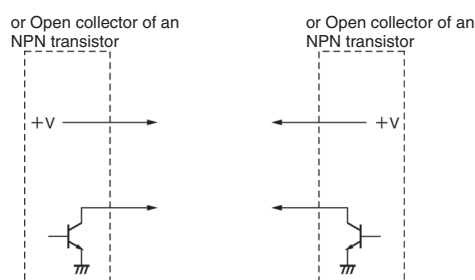 or Open collector of an
NPN transistor
+V
or Open collector of an
NPN transistor
+V